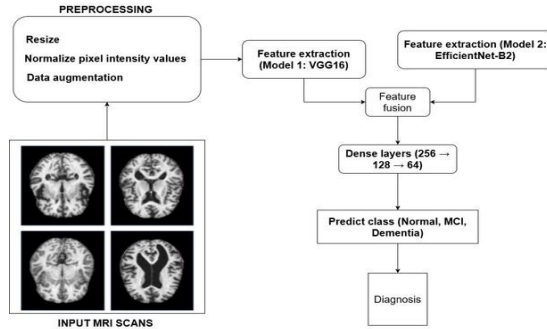 PREPROCESSING
Resize
Normalize pixel intensity values
Data augmentation
Feature extraction
(Model 1: VGG16)
Feature extraction (Model 2:
EfficientNet-B2)
Feature
fusion
Dense layers (256 →
128 → 64)
Predict class (Normal, MCI,
Dementia)
Diagnosis
INPUT MRI SCANS